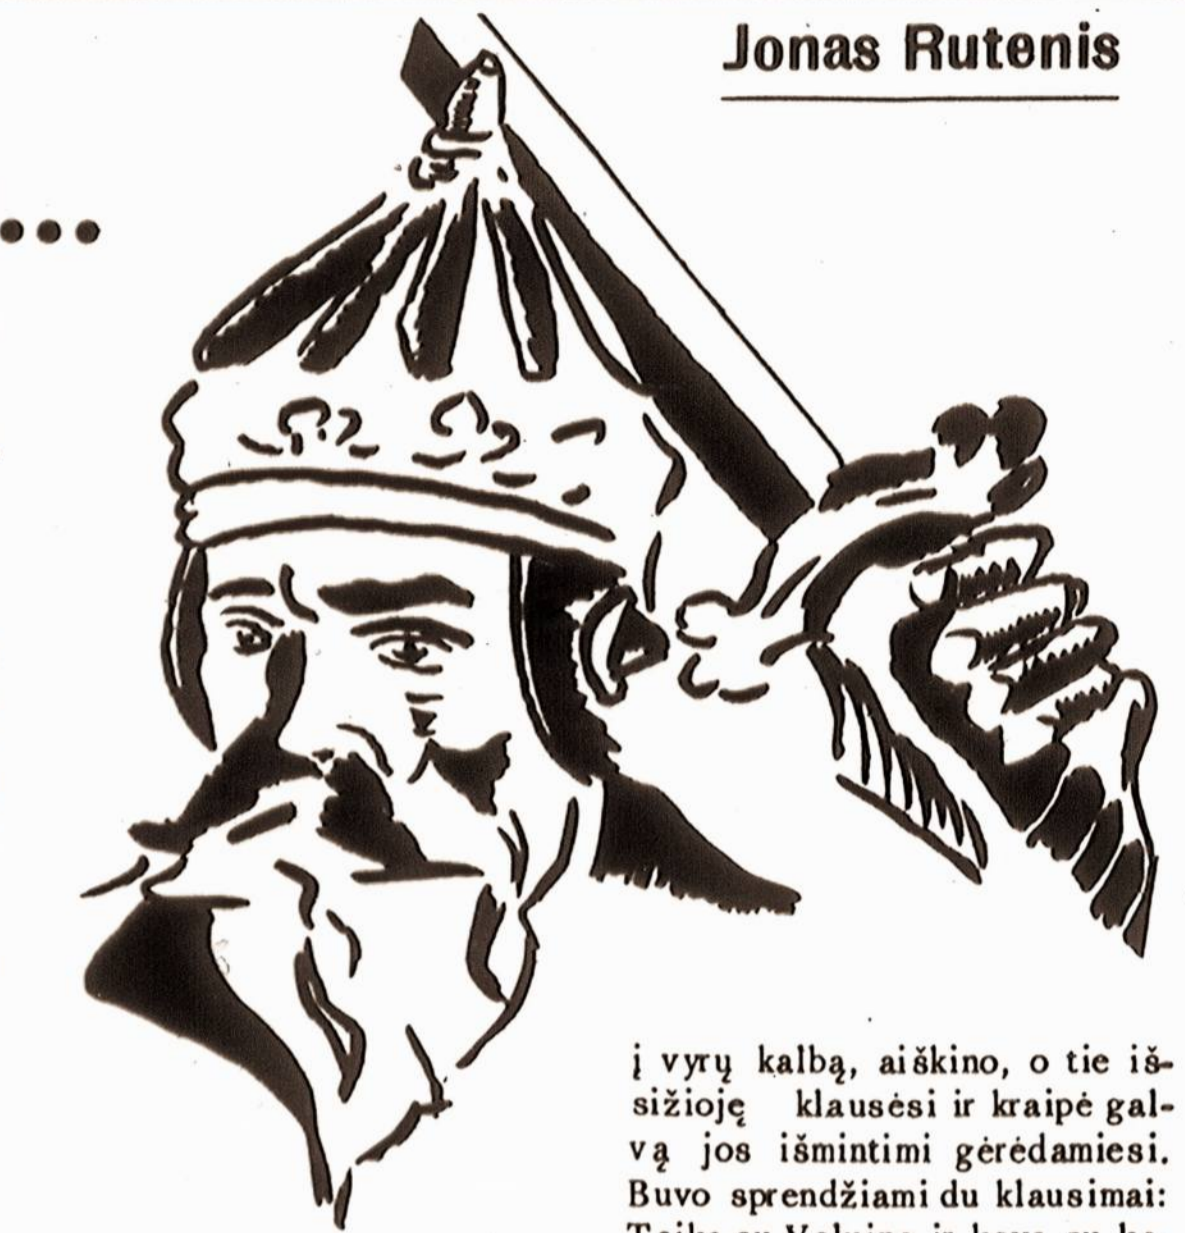 Jonas Rutenis
...
į vyrų kalbą, aiškino, o tie iš-
sižioję klausėsi ir kraipė gal-
vą jos išmintimi gėrėdamiesi.
Buvo sprendžiami du klausimai: